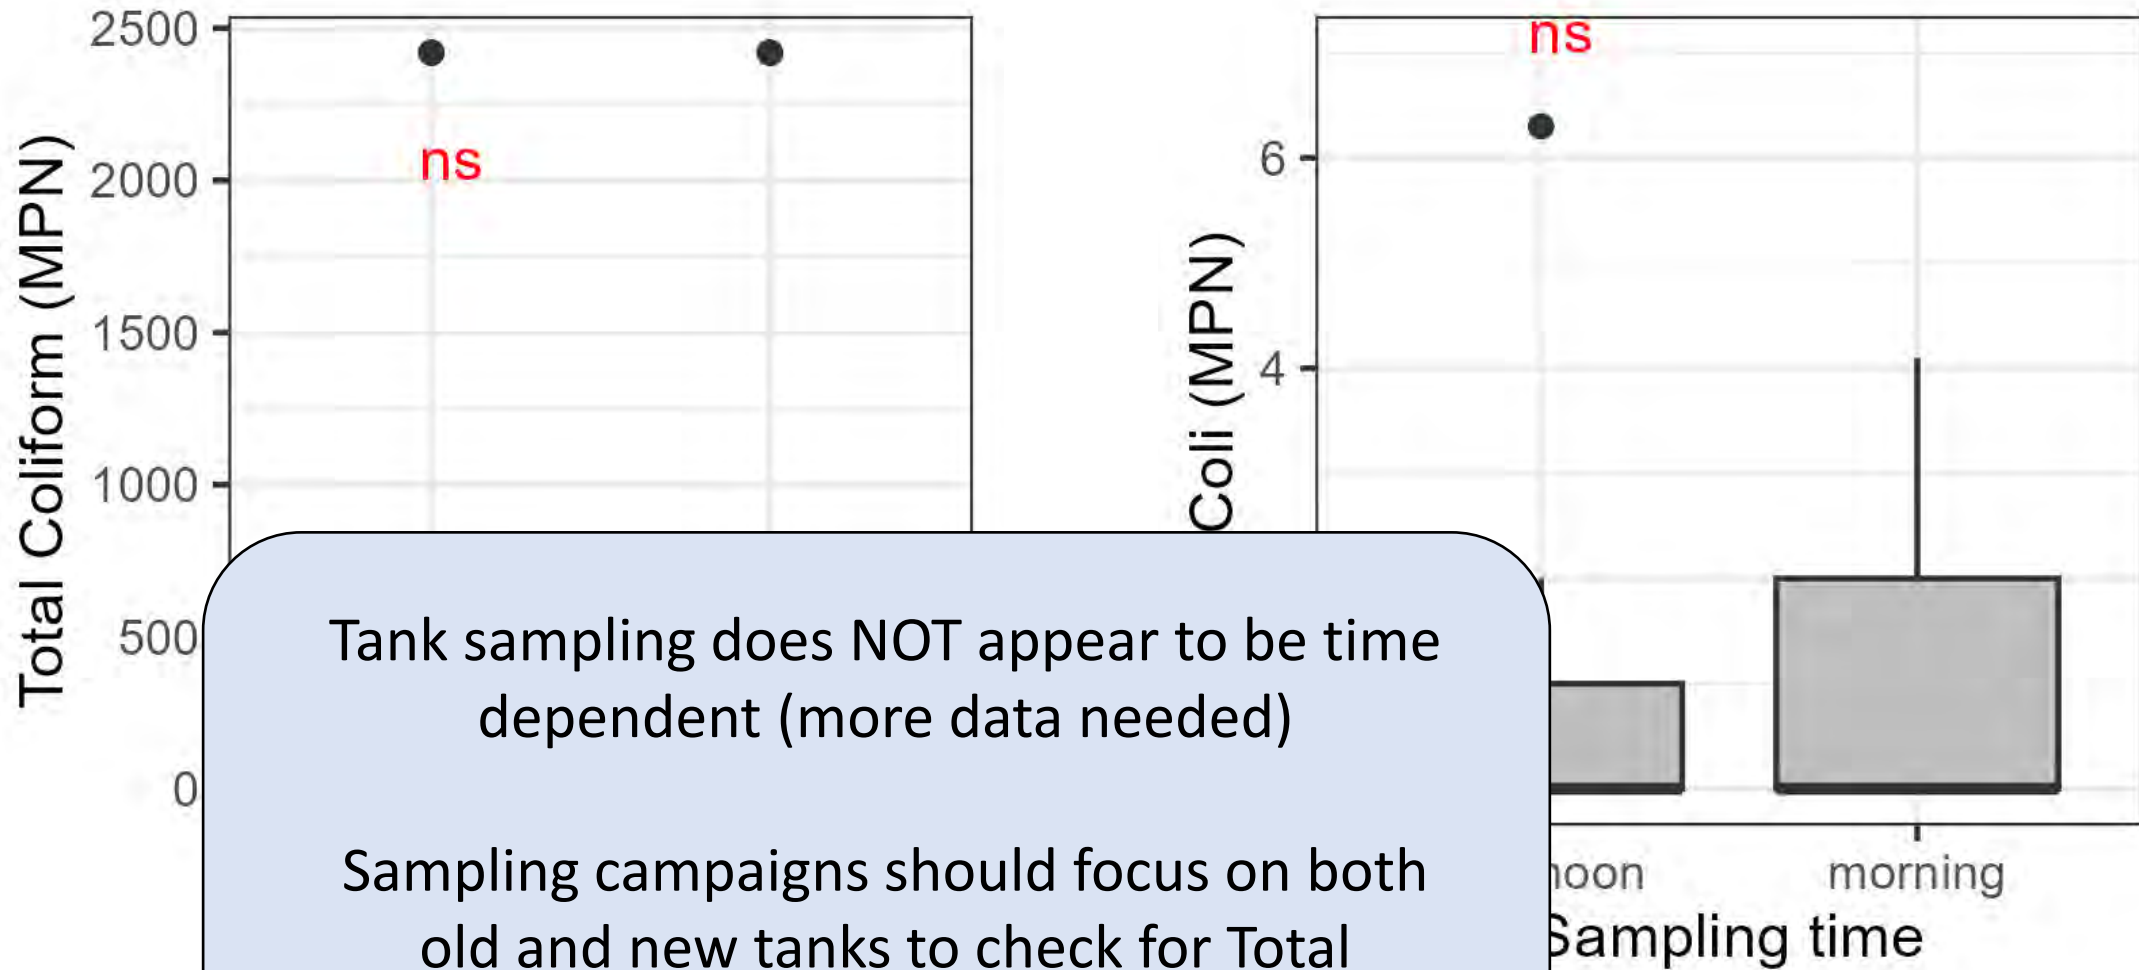 Total Coliform (MPN)
2500
2000
1500
1000
500
0
ns
Coli (MPN)
6
4
ns
noon
morning
Sampling time
Tank sampling does NOT appear to be time
dependent (more data needed)
Sampling campaigns should focus on both
old and new tanks to check for Total